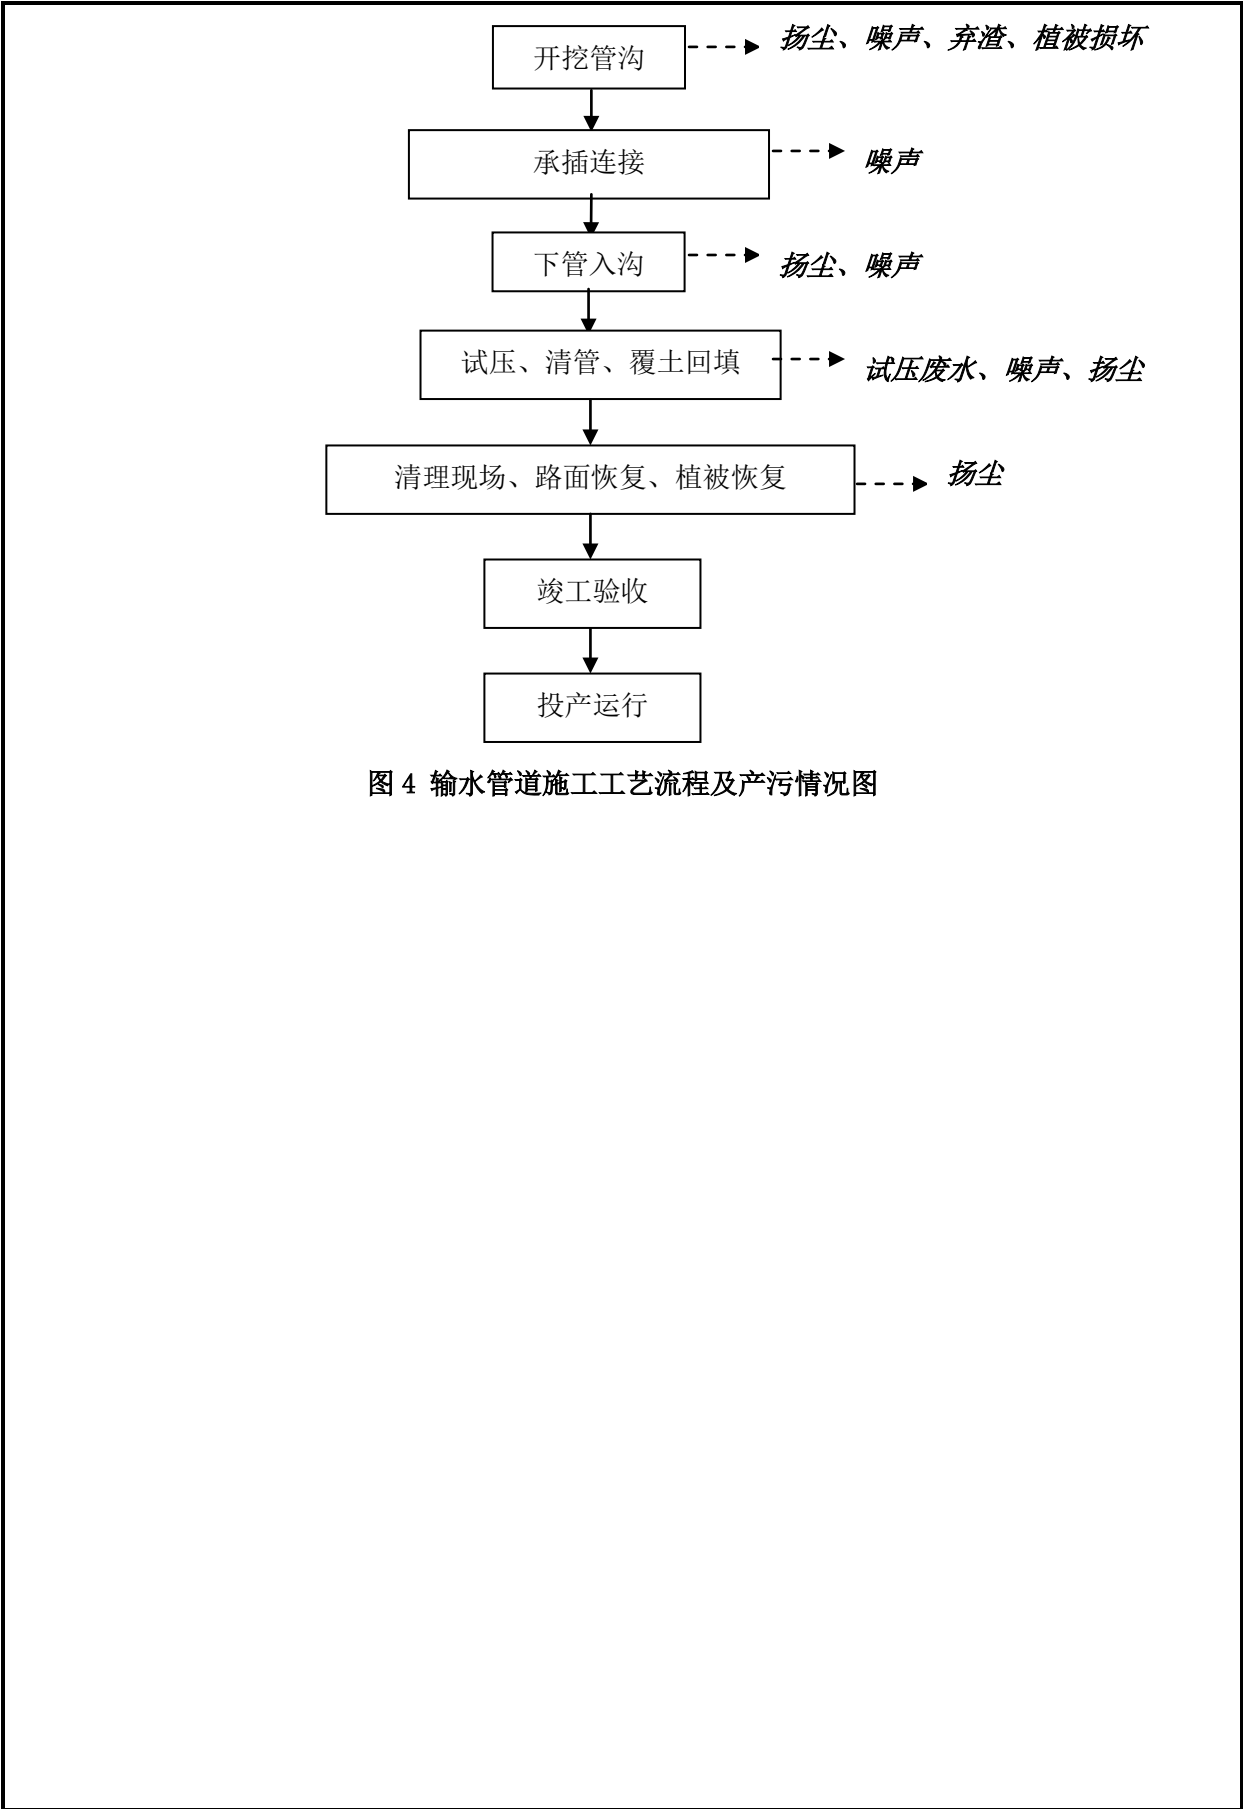 开挖管沟
扬尘、噪声、弃渣、植被损坏
承插连接
噪声
下管入沟
扬尘、噪声
试压、清管、覆土回填
试压废水、噪声、扬尘
清理现场、路面恢复、植被恢复
扬尘
竣工验收
投产运行
图 4 输水管道施工工艺流程及产污情况图